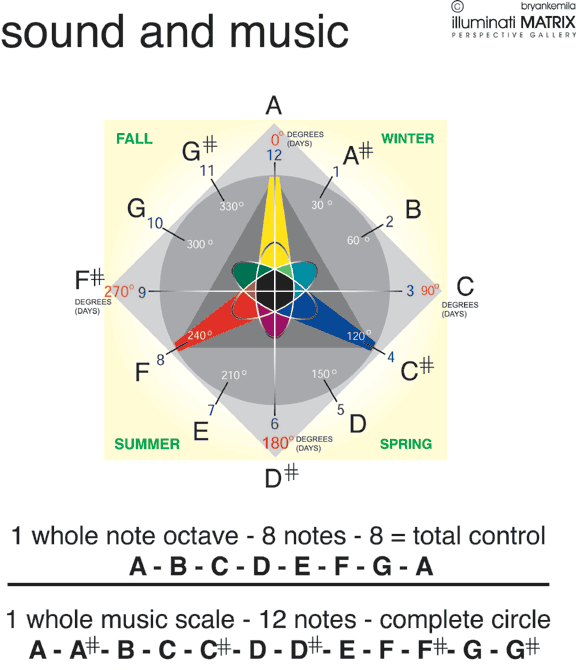 © bryankemila
illuminati MATRIX
PERSPECTIVE GALLERY
sound and music
A
FALL
0° DEGREES
(DAYS)
WINTER
G♯
12
A♯
11
1
330°
30°
G
B
10
2
300°
60°
F♯
270° 9
3 90°
C
DEGREES
(DAYS)
DEGREES
(DAYS)
240°
120°
8
4
F
C♯
210°
150°
7
5
E
D
6
SUMMER
180° DEGREES
(DAYS)
SPRING
D♯
1 whole note octave - 8 notes - 8 = total control
A - B - C - D - E - F - G - A
1 whole music scale - 12 notes - complete circle
A - A♯- B - C - C♯- D - D♯- E - F - F♯- G - G♯